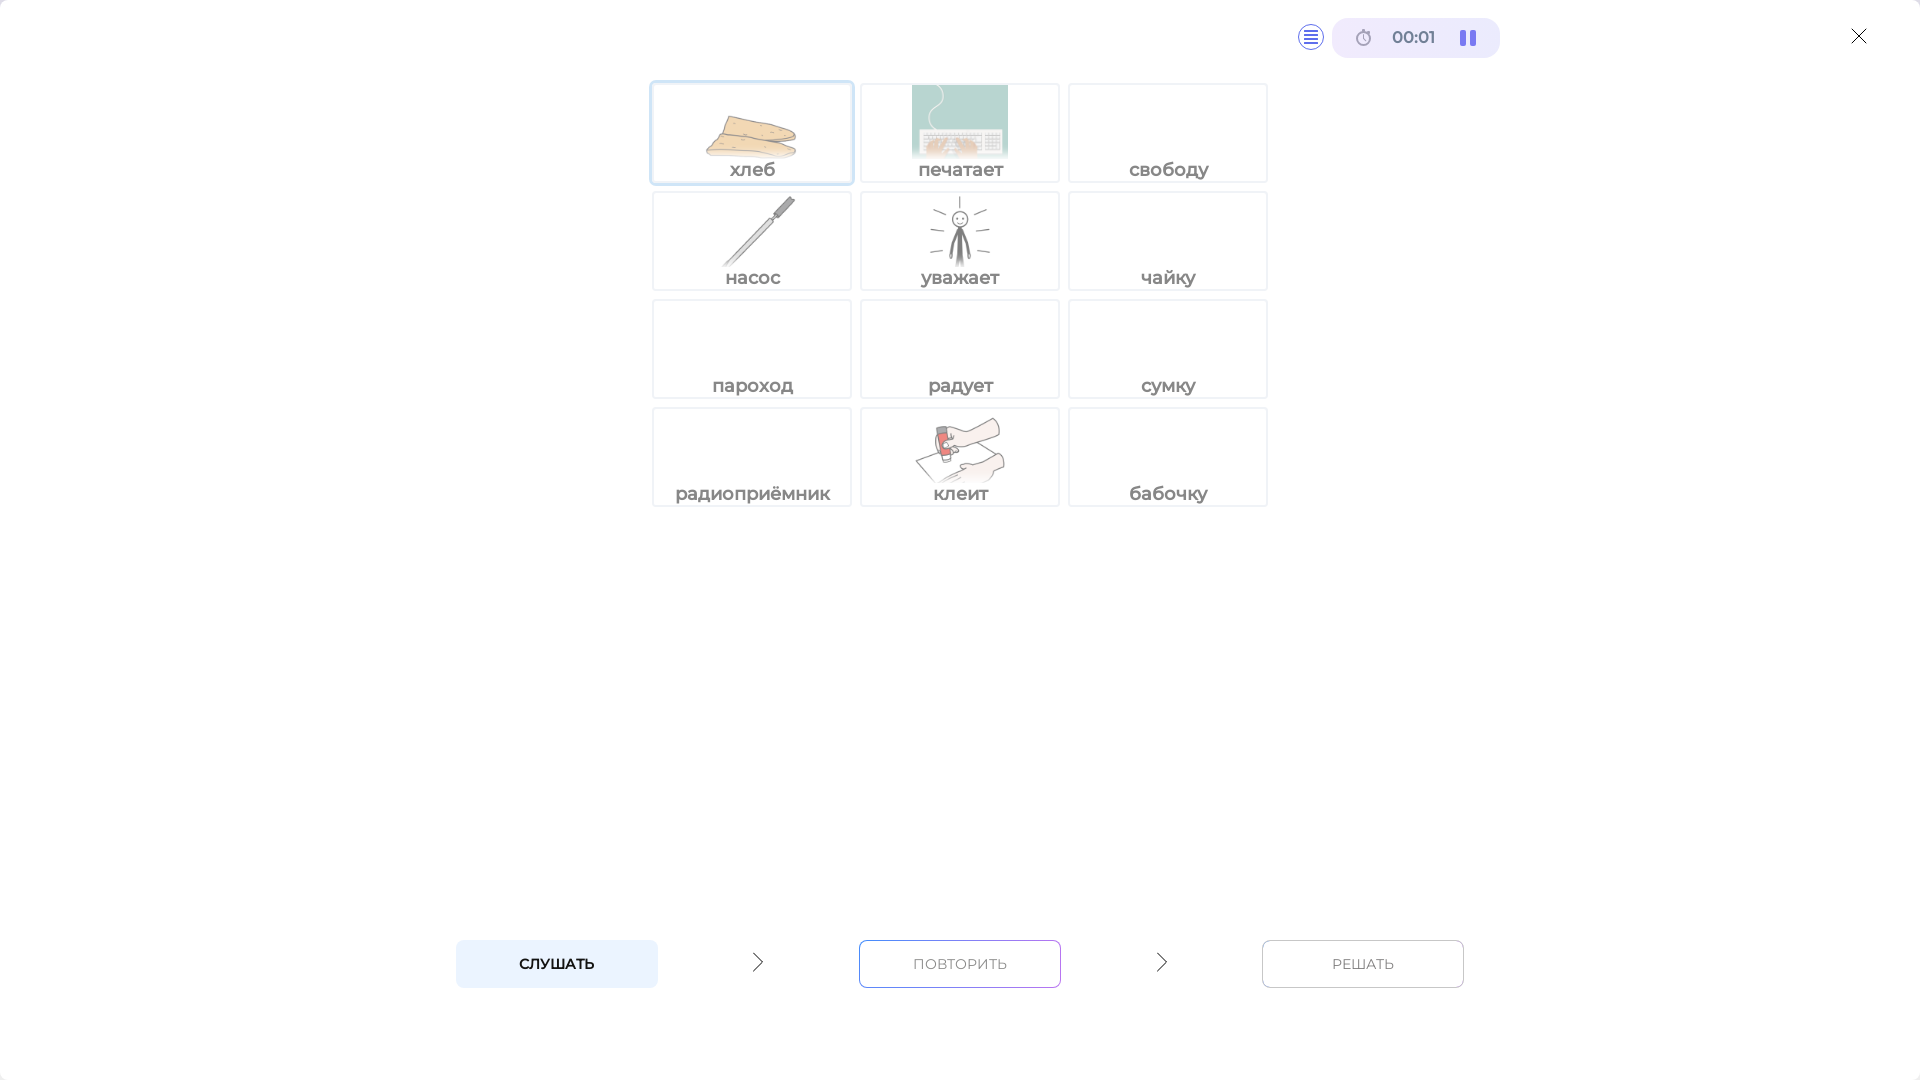 00:01
хлеб
печатает
свободу
насос
уважает
чайку
пароход
радует
сумку
радиоприёмник
клеит
бабочку
СЛУШАТЬ
ПОВТОРИТЬ
РЕШАТЬ